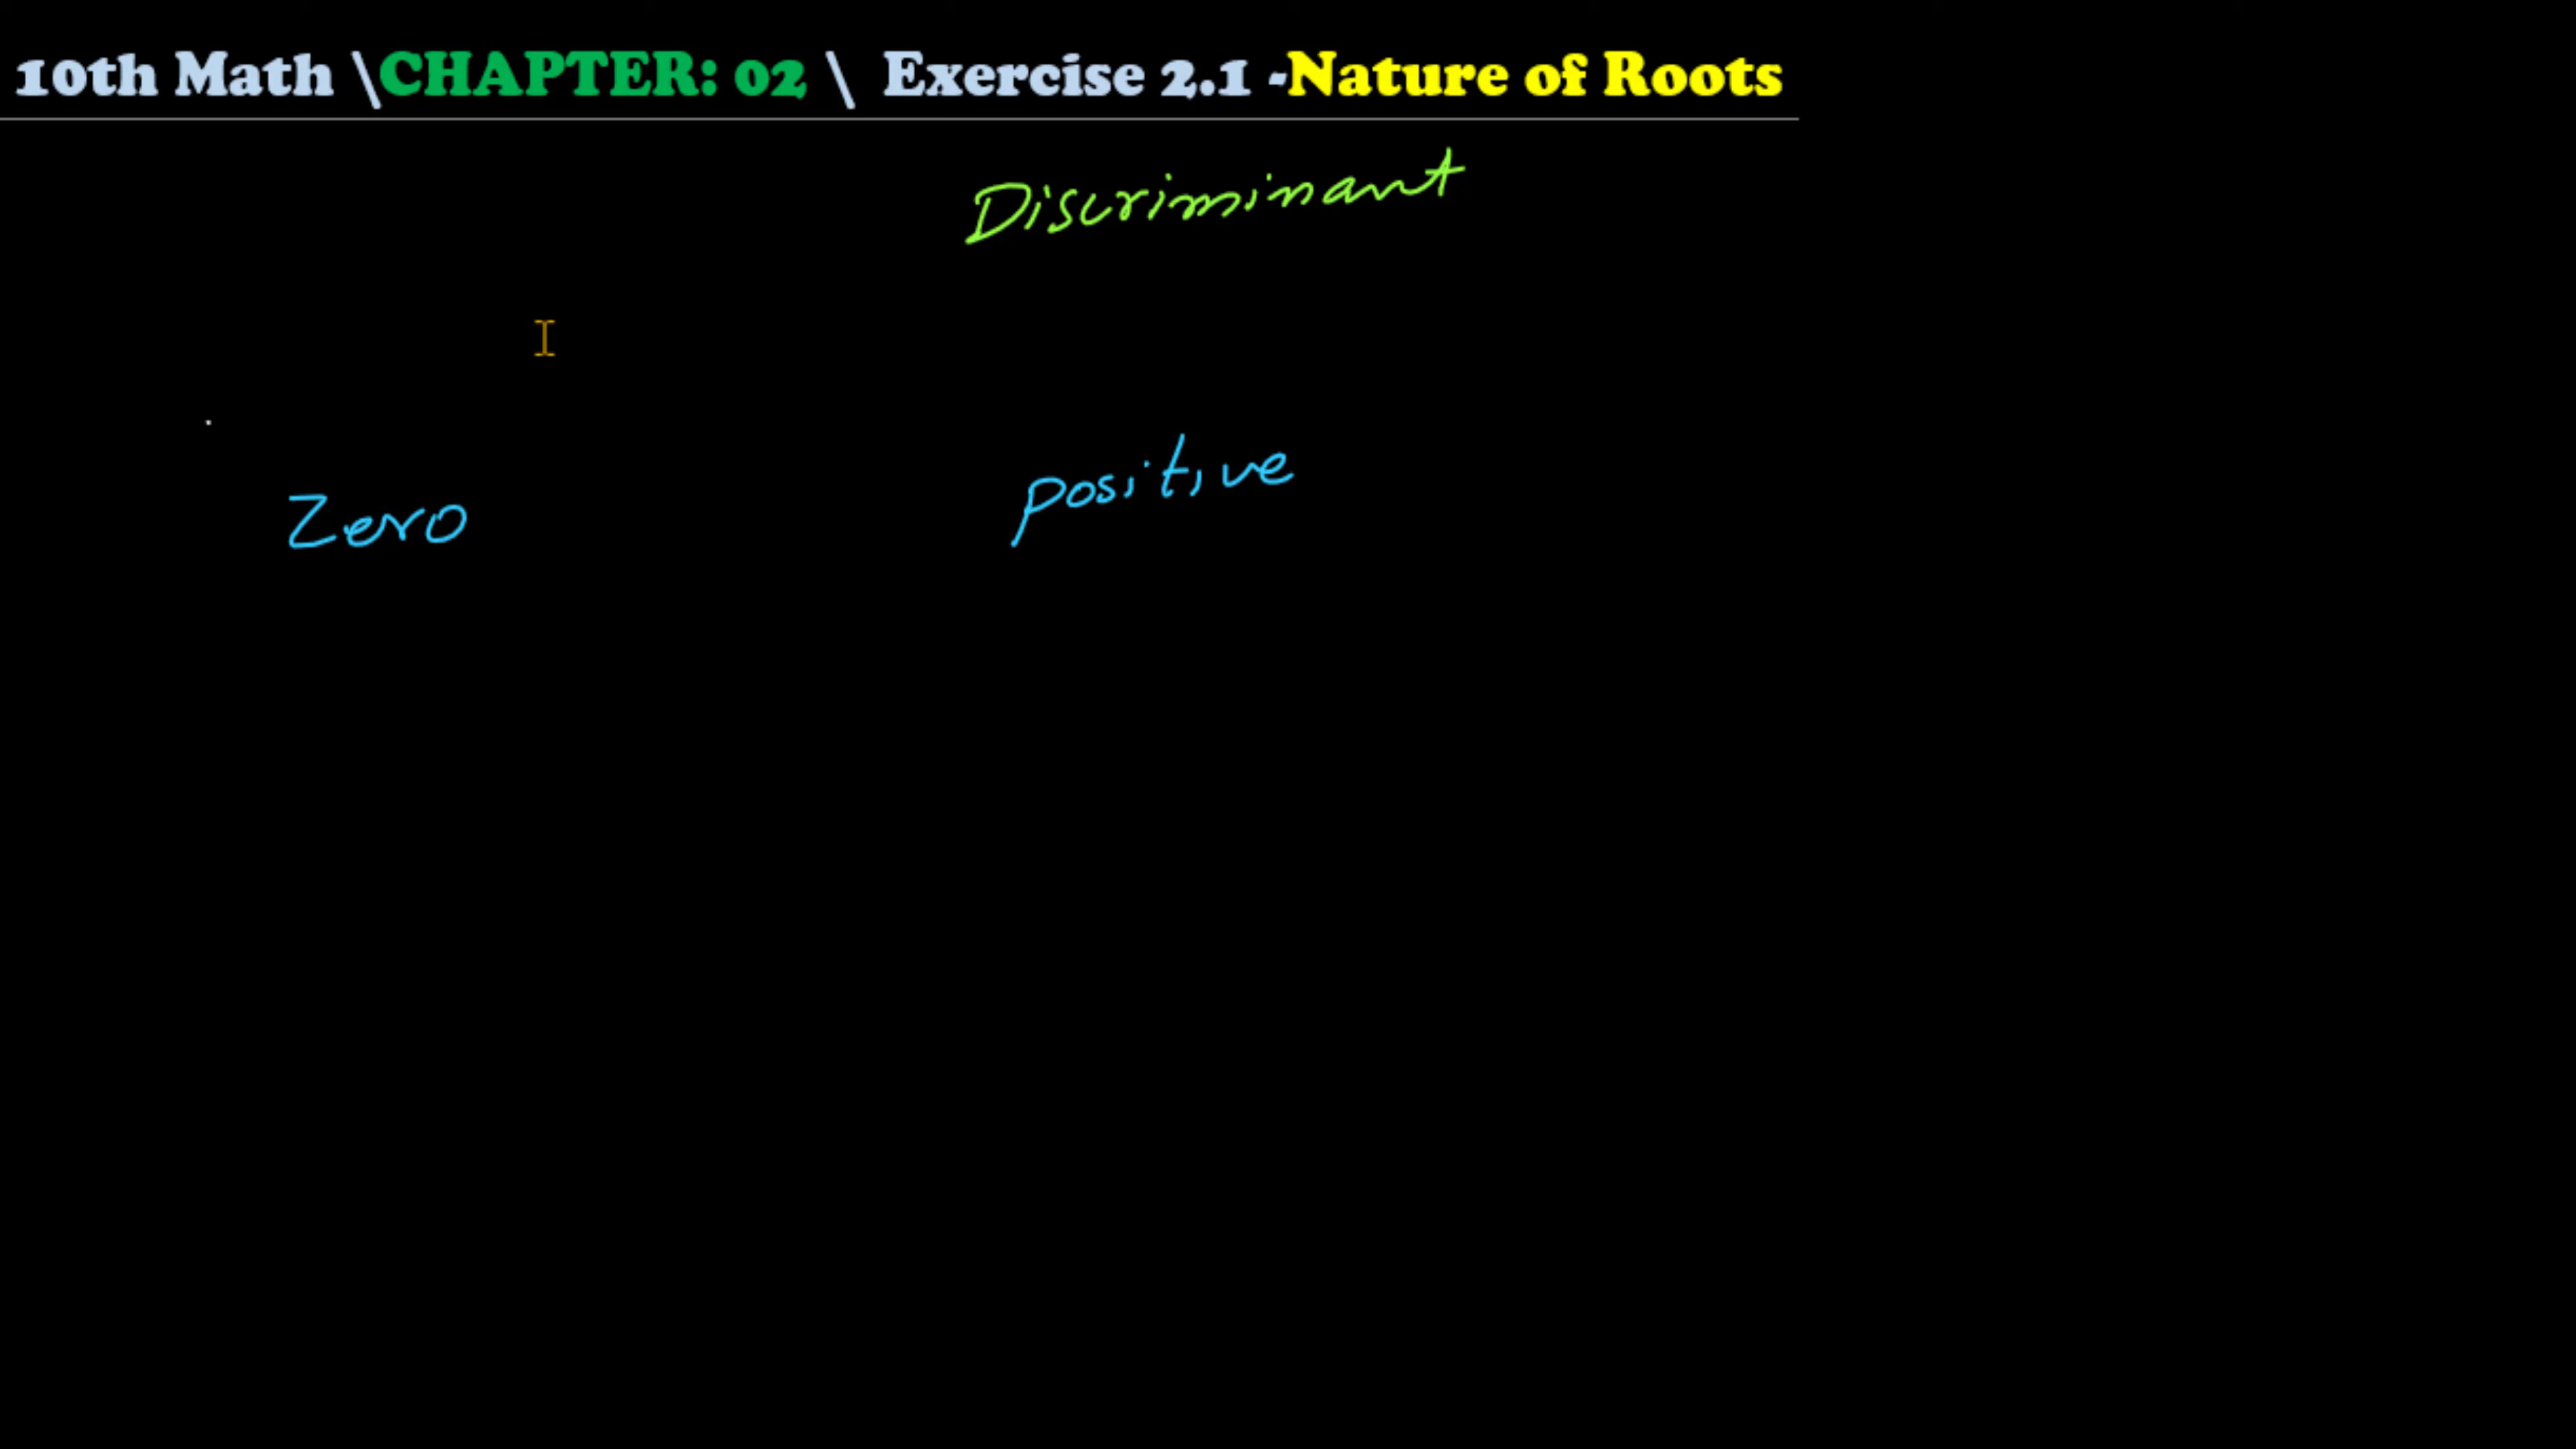 10th Math \CHAPTER: 02 \ Exercise 2.1 -Nature of Roots
Discriminant
positive
Zero